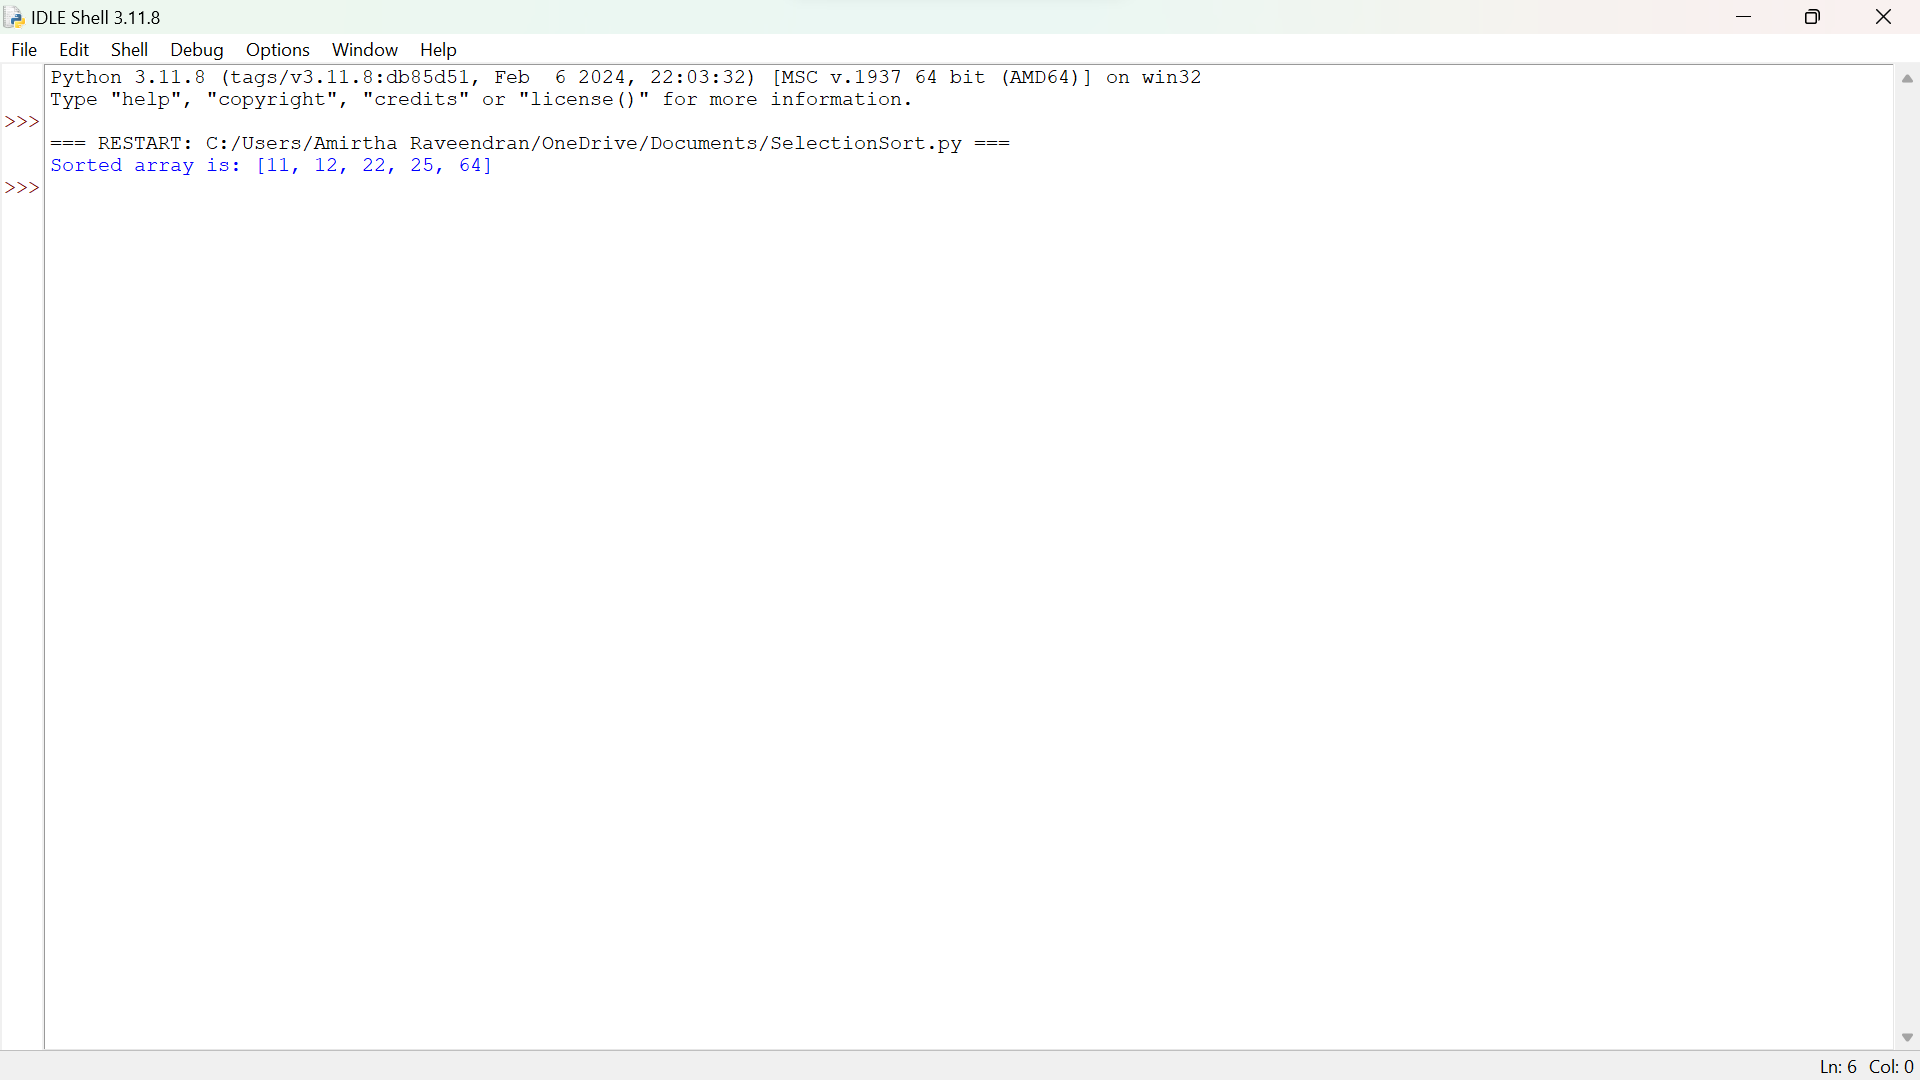 IDLE Shell 3.11.8
File Edit Shell Debug Options Window Help
Python 3.11.8 (tags/v3.11.8:db85d51, Feb  6 2024, 22:03:32) [MSC v.1937 64 bit (AMD64)] on win32
Type "help", "copyright", "credits" or "license()" for more information.
>>>
=== RESTART: C:/Users/Amirtha Raveendran/OneDrive/Documents/SelectionSort.py ===
Sorted array is: [11, 12, 22, 25, 64]
>>>
Ln: 6 Col: 0